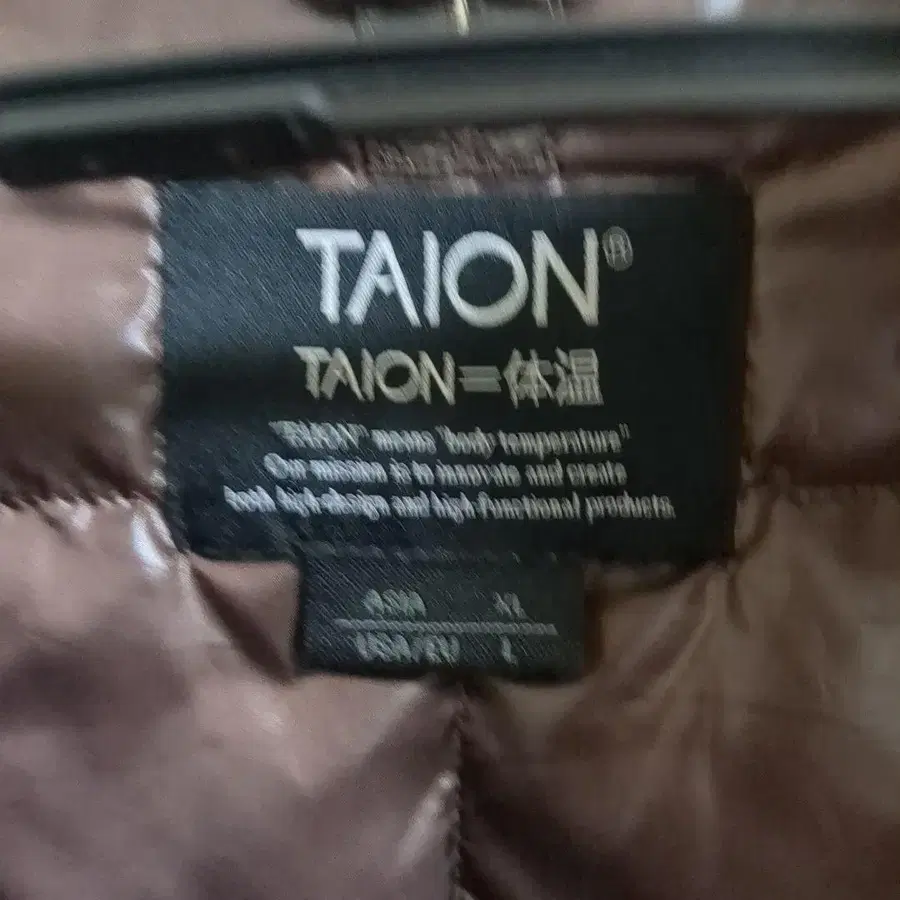 TAION®
TAION=体温
"TAION" means "body temperature"
Our mission is to innovate and create
both high-design and high-functional products.
ASIA XL
USA/EU L